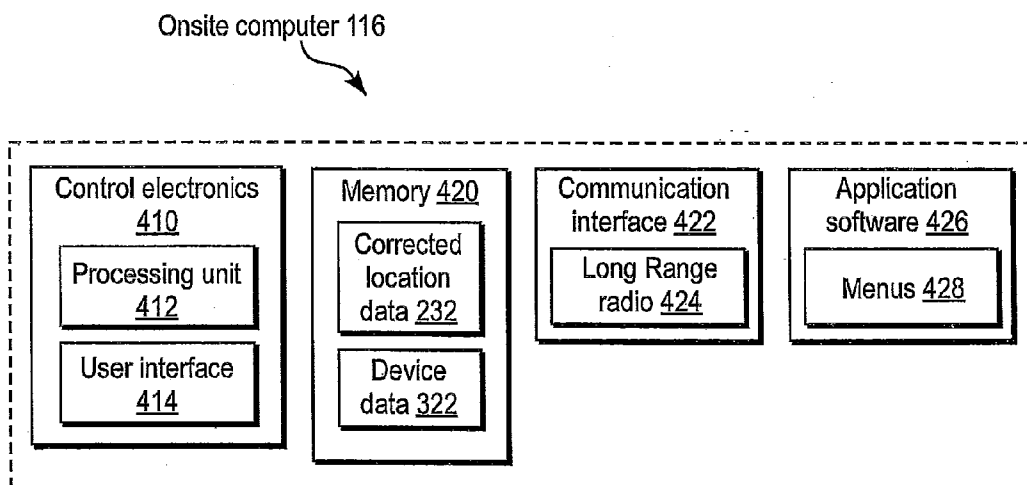 Onsite computer 116
Control electronics
410
Processing unit
412
User interface
414
Memory 420
Corrected
location
data 232
Device
data 322
Communication
interface 422
Long Range
radio 424
Application
software 426
Menus 428